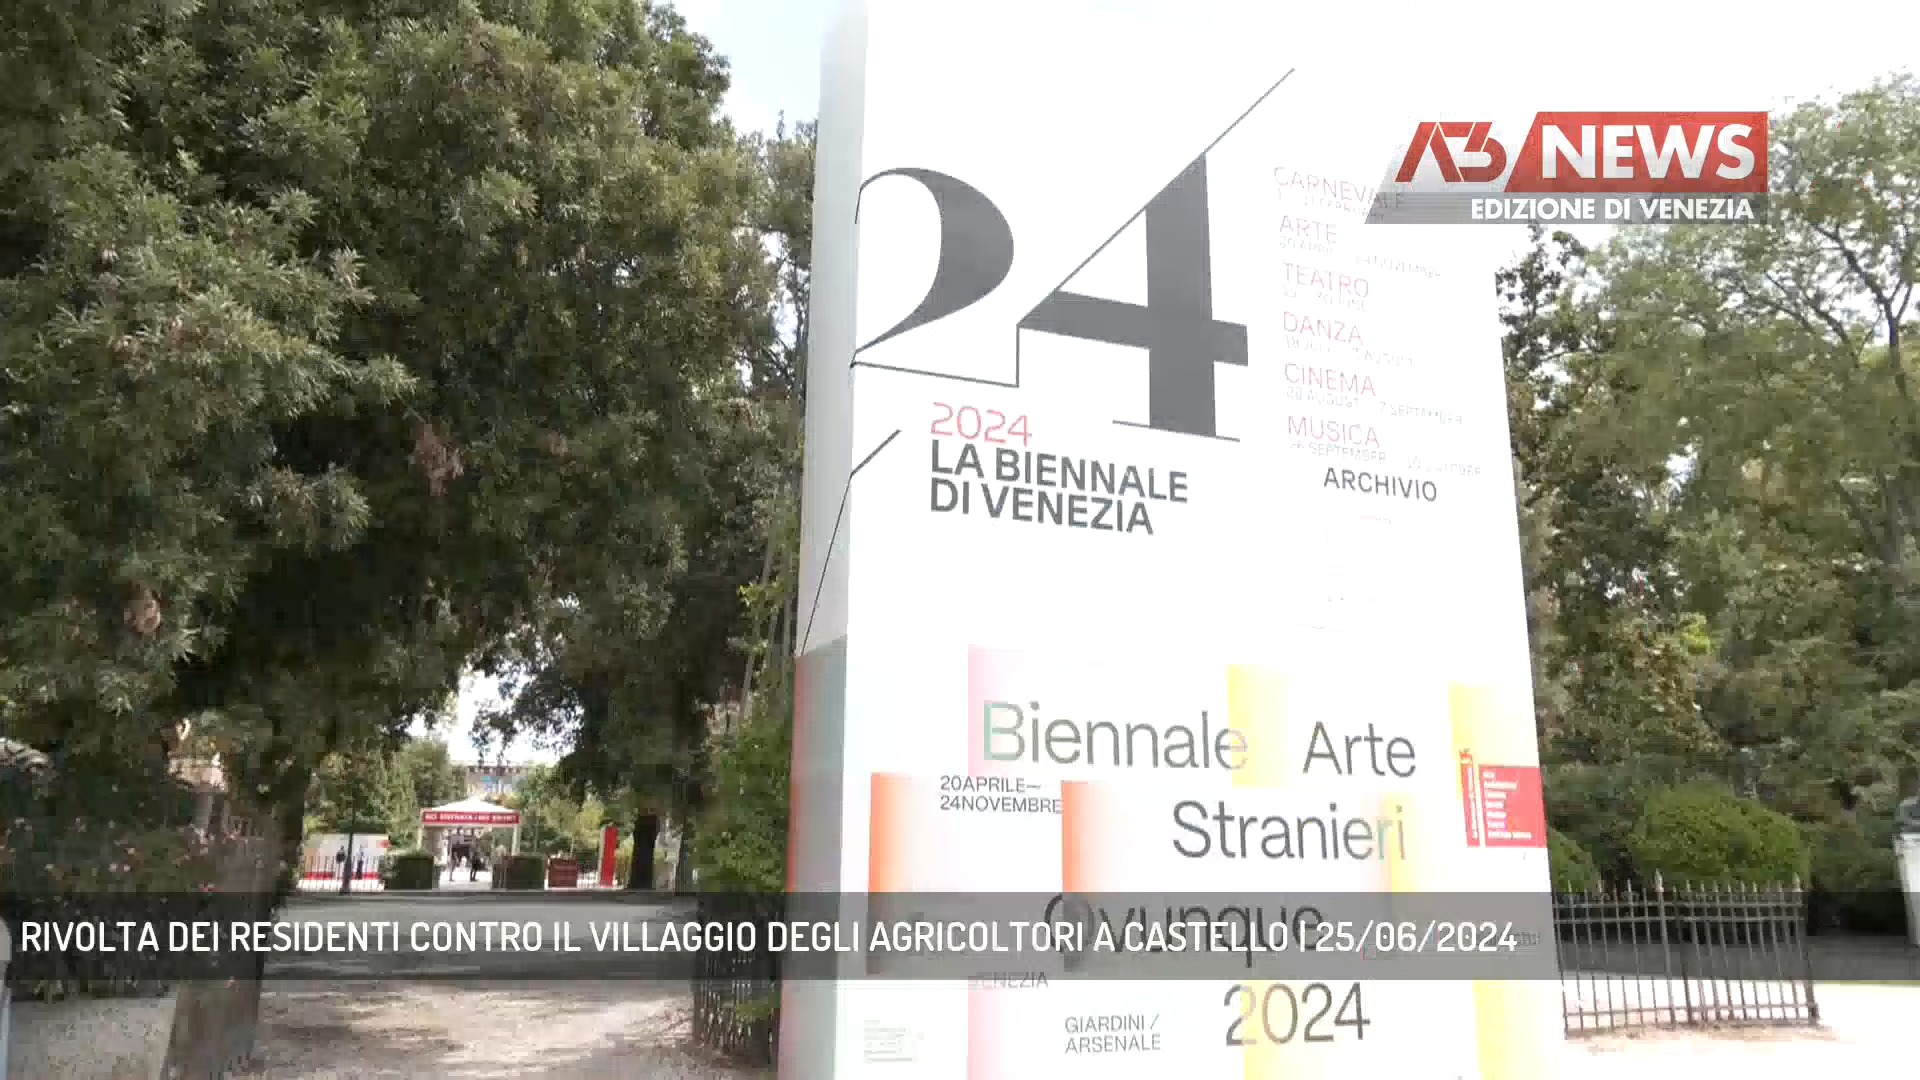 A3 NEWS
EDIZIONE DI VENEZIA
24
CARNEVALE
ARTE
TEATRO
DANZA
CINEMA
20 AUGUST 7 SEPTEMBER
MUSICA
ARCHIVIO
2024
LA BIENNALE
DI VENEZIA
Biennale Arte
20APRILE—
24NOVEMBRE
Stranieri
Ovunque
RIVOLTA DEI RESIDENTI CONTRO IL VILLAGGIO DEGLI AGRICOLTORI A CASTELLO | 25/06/2024
VENEZIA
GIARDINI /
ARSENALE
2024